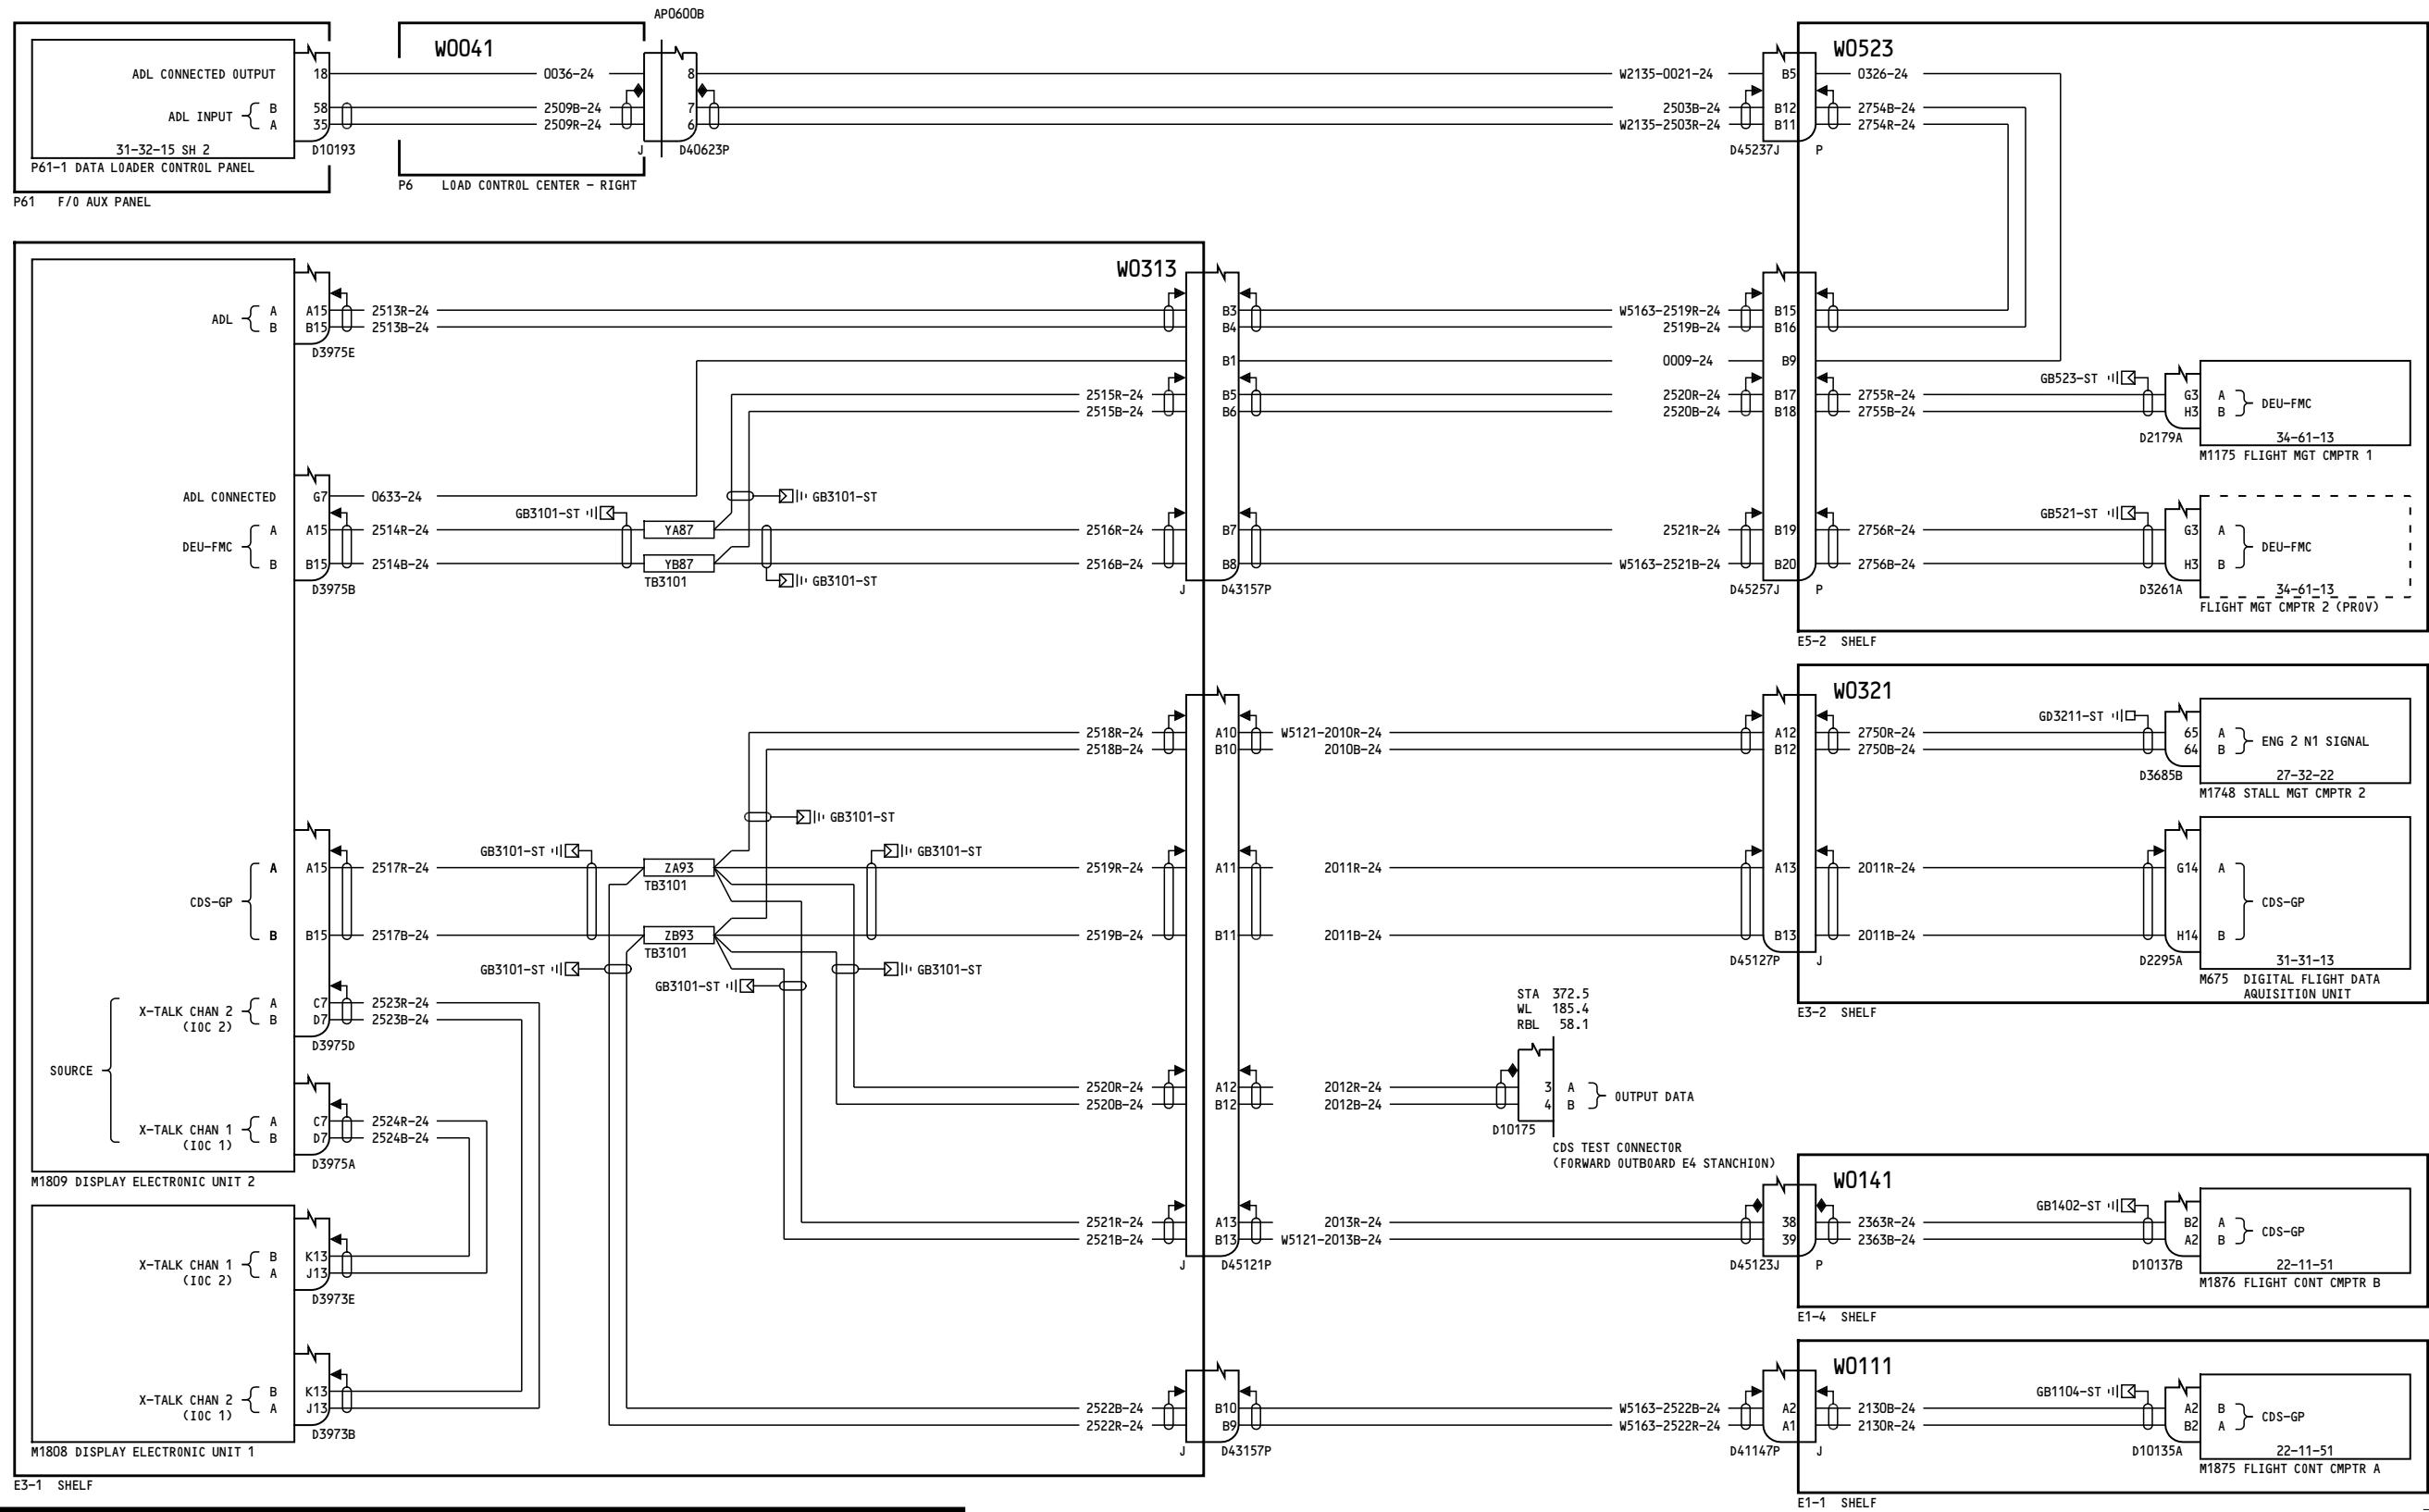 AP0600B
W0041
W0523
ADL CONNECTED OUTPUT 18 0036-24 8 W2135-0021-24 B5 0326-24
ADL INPUT B 58 2509B-24 7 2503B-24 B12 2754B-24
A 35 2509R-24 6 W2135-2503R-24 B11 2754R-24
31-32-15 SH 2 D10193 J D40623P D45237J P
P61-1 DATA LOADER CONTROL PANEL
P6 LOAD CONTROL CENTER - RIGHT
P61 F/O AUX PANEL
W0313
ADL A A15 2513R-24 B3 W5163-2519R-24 B15
B B15 2513B-24 B4 2519B-24 B16
D3975E
B1 0009-24 B9
GB523-ST
2515R-24 B5 2520R-24 B17 2755R-24 G3 A DEU-FMC
2515B-24 B6 2520B-24 B18 2755B-24 H3 B
D2179A 34-61-13
M1175 FLIGHT MGT CMPTR 1
ADL CONNECTED G7 0633-24 GB3101-ST
GB3101-ST GB521-ST
DEU-FMC A A15 2514R-24 YA87 2516R-24 B7 2521R-24 B19 2756R-24 G3 A DEU-FMC
B B15 2514B-24 YB87 2516B-24 B8 W5163-2521B-24 B20 2756B-24 H3 B
TB3101 GB3101-ST
D3975B J D43157P D45257J P D3261A 34-61-13
FLIGHT MGT CMPTR 2 (PROV)
E5-2 SHELF
W0321
GD3211-ST
2518R-24 A10 W5121-2010R-24 A12 2750R-24 65 A ENG 2 N1 SIGNAL
2518B-24 B10 2010B-24 B12 2750B-24 64 B
D3685B 27-32-22
M1748 STALL MGT CMPTR 2
GB3101-ST
GB3101-ST GB3101-ST
CDS-GP A A15 2517R-24 ZA93 2519R-24 A11 2011R-24 A13 2011R-24 G14 A CDS-GP
TB3101
B B15 2517B-24 ZB93 2519B-24 B11 2011B-24 B13 2011B-24 H14 B
TB3101
D45127P J D2295A 31-31-13
GB3101-ST GB3101-ST
GB3101-ST
M675 DIGITAL FLIGHT DATA
AQUISITION UNIT
E3-2 SHELF
SOURCE
X-TALK CHAN 2 A C7 2523R-24
(IOC 2) B D7 2523B-24
D3975D
STA 372.5
WL 185.4
RBL 58.1
2520R-24 A12 2012R-24 3 A OUTPUT DATA
2520B-24 B12 2012B-24 4 B
D10175
X-TALK CHAN 1 A C7 2524R-24
(IOC 1) B D7 2524B-24
D3975A
CDS TEST CONNECTOR
(FORWARD OUTBOARD E4 STANCHION)
M1809 DISPLAY ELECTRONIC UNIT 2
W0141
GB1402-ST
2521R-24 A13 2013R-24 38 2363R-24 B2 A CDS-GP
2521B-24 B13 W5121-2013B-24 39 2363B-24 A2 B
J D45121P D45123J P D10137B 22-11-51
M1876 FLIGHT CONT CMPTR B
E1-4 SHELF
X-TALK CHAN 1 B K13
(IOC 2) A J13
D3973E
W0111
GB1104-ST
X-TALK CHAN 2 B K13
(IOC 1) A J13
D3973B
2522B-24 B10 W5163-2522B-24 A2 2130B-24 A2 B CDS-GP
2522R-24 B9 W5163-2522R-24 A1 2130R-24 B2 A
J D43157P D41147P J D10135A 22-11-51
M1875 FLIGHT CONT CMPTR A
M1808 DISPLAY ELECTRONIC UNIT 1
E3-1 SHELF
E1-1 SHELF